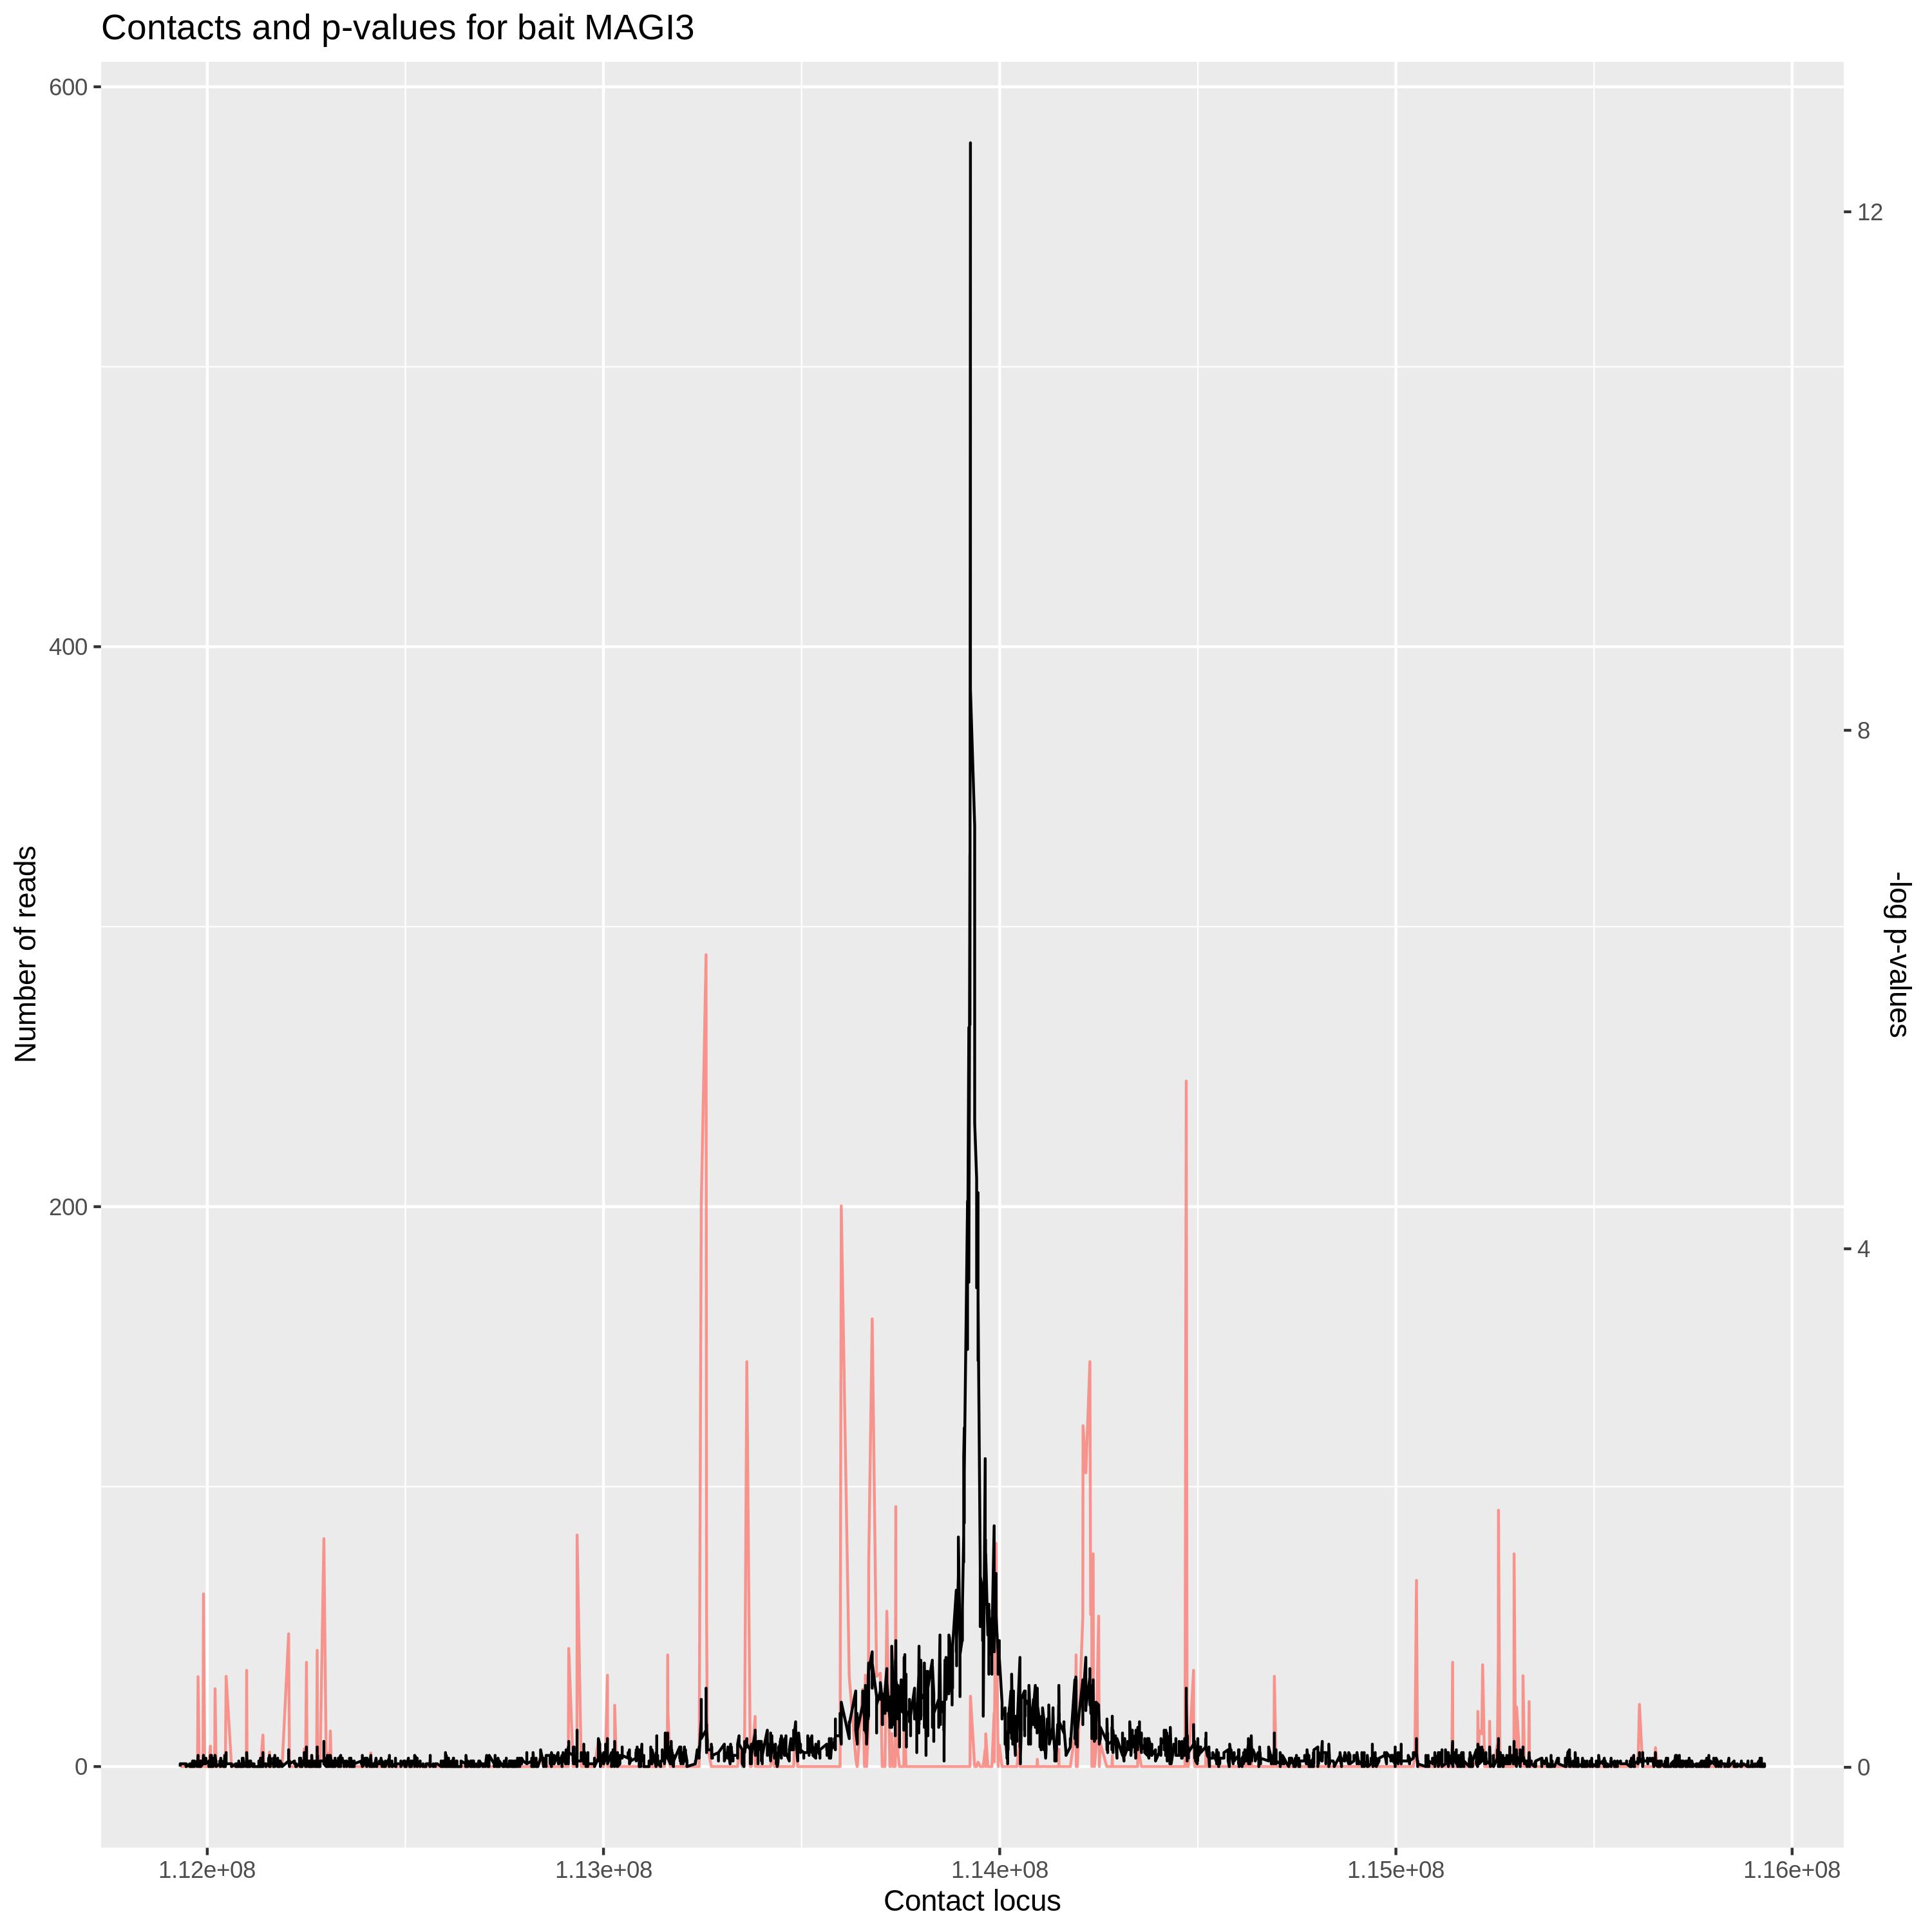 Contacts and p-values for bait MAGI3
600
400
200
0
Number of reads
12
8
4
0
-log p-values
1.12e+08
1.13e+08
1.14e+08
1.15e+08
1.16e+08
Contact locus